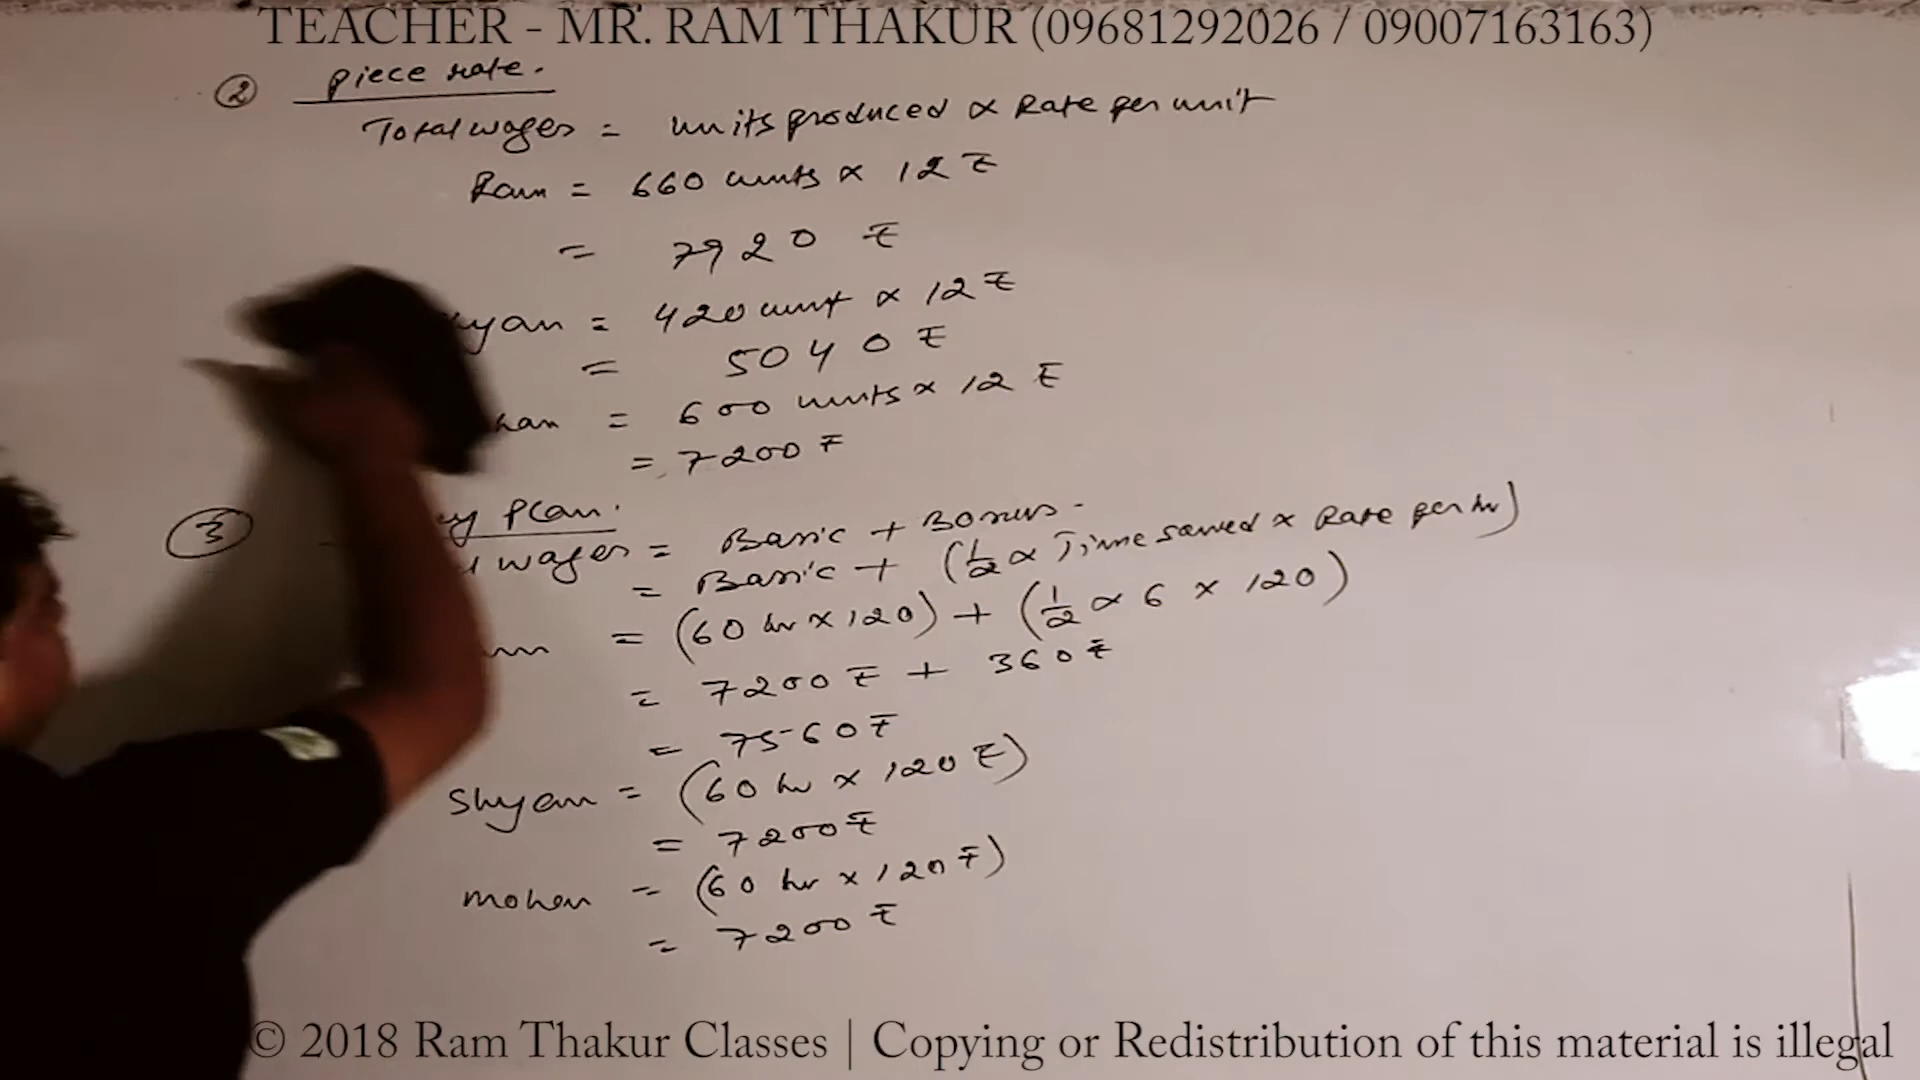 TEACHER - MR. RAM THAKUR (09681292026 / 09007163163)
② piece rate.
Total wages = units produced × Rate per unit
Ram = 660 units × 12 ₹
= 7920 ₹
yam = 420 unit × 12 ₹
= 5040 ₹
han = 600 units × 12 ₹
= 7200 ₹
③ ey Plan.
wages = Basic + Bonus.
= Basic + (1/2 × Time saved × Rate per hr)
= (60 hr × 120) + (1/2 × 6 × 120)
= 7200 ₹ + 360 ₹
= 7560 ₹
Shyam = (60 hr × 120 ₹)
= 7200 ₹
mohan = (60 hr × 120 ₹)
= 7200 ₹
© 2018 Ram Thakur Classes | Copying or Redistribution of this material is illegal